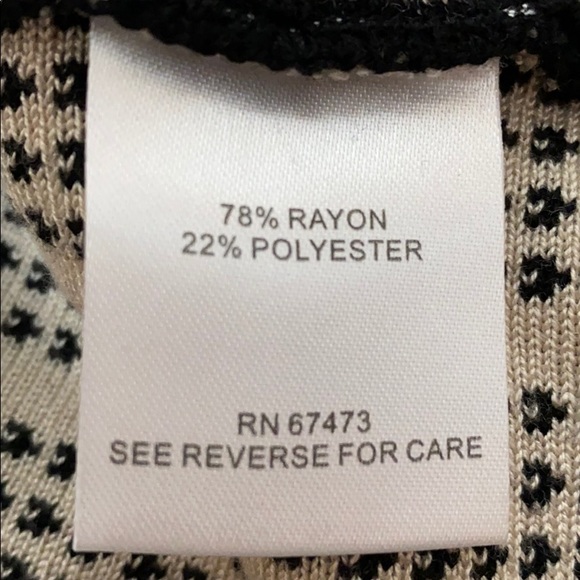 78% RAYON
22% POLYESTER
RN 67473
SEE REVERSE FOR CARE